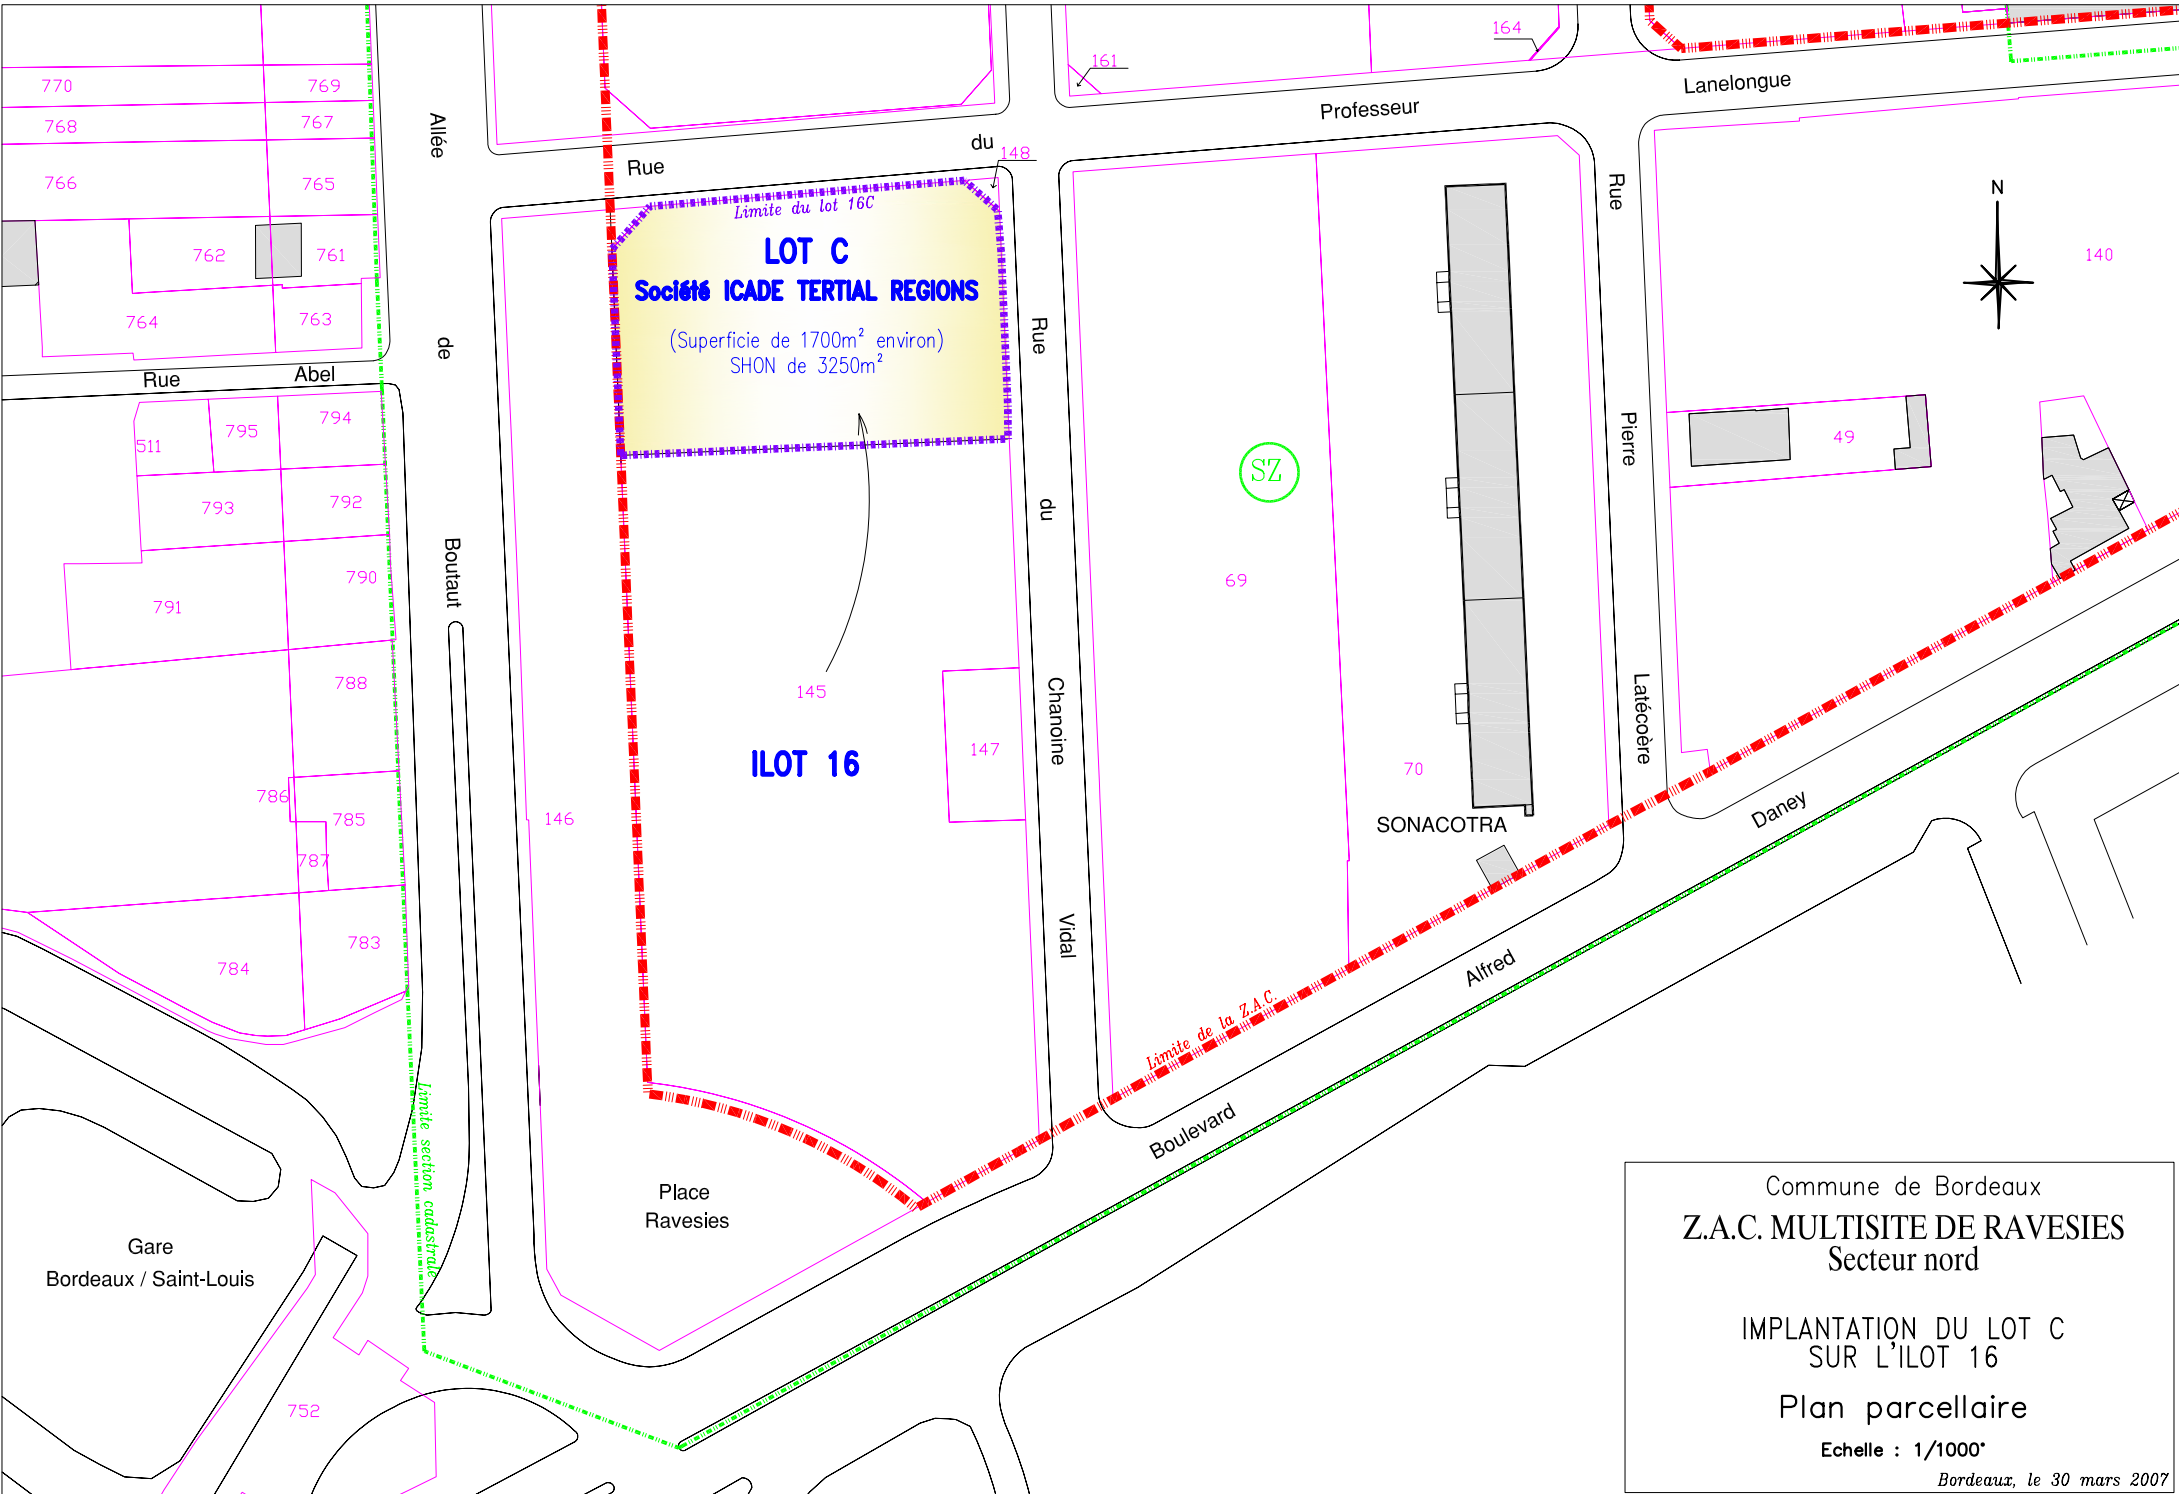 164
161
Lanelongue
Professeur
770
769
768
767
766
765
Allée
du
148
Rue
Limite du lot 16C
LOT C
Société ICADE TERTIAL REGIONS
(Superficie de 1700m² environ)
SHON de 3250m²
Rue
N
140
762
761
764
763
de
Rue
Rue Abel
794
795
511
793
792
Pierre
49
SZ
du
Boutaut
790
791
69
788
145
Chanoine
Latécoère
ILOT 16
147
70
786
785
787
146
SONACOTRA
Daney
783
784
Vidal
Alfred
Limite de la Z.A.C.
Limite section cadastrale
Boulevard
Place
Ravesies
Gare
Bordeaux / Saint-Louis
752
Commune de Bordeaux
Z.A.C. MULTISITE DE RAVESIES
Secteur nord
IMPLANTATION DU LOT C
SUR L'ILOT 16
Plan parcellaire
Echelle : 1/1000°
Bordeaux, le 30 mars 2007